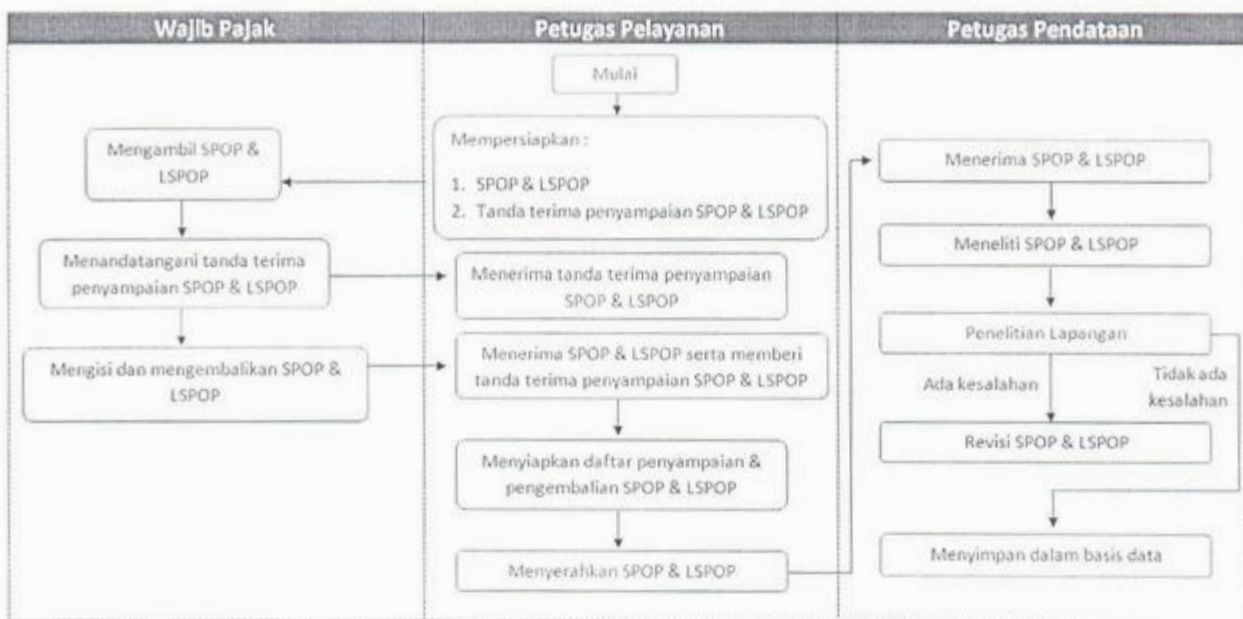 Wajib Pajak
Petugas Pelayanan
Petugas Pendataan
Mulai
Mempersiapkan :
1. SPOP & LSPOP
2. Tanda terima penyampaian SPOP & LSPOP
Mengambil SPOP &
LSPOP
Menandatangani tanda terima
penyampaian SPOP & LSPOP
Menerima tanda terima penyampaian
SPOP & LSPOP
Mengisi dan mengembalikan SPOP &
LSPOP
Menerima SPOP & LSPOP serta memberi
tanda terima penyampaian SPOP & LSPOP
Menyiapkan daftar penyampaian &
pengembalian SPOP & LSPOP
Menyerahkan SPOP & LSPOP
Menerima SPOP & LSPOP
Meneliti SPOP & LSPOP
Penelitian Lapangan
Ada kesalahan
Tidak ada
kesalahan
Revisi SPOP & LSPOP
Menyimpan dalam basis data